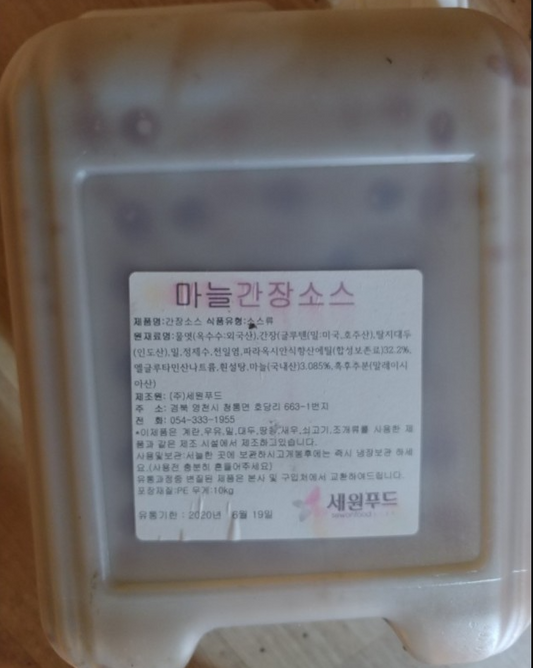 마늘간장소스
제품명:간장소스 식품유형:소스류
원재료명:물엿(옥수수:외국산),간장(글루텐(밀:미국,호주산),탈지대두
(인도산),밀,정제수,천일염,파라옥시안식향산에틸(합성보존료)32.2%,
엘글루타민산나트륨,흰설탕,마늘(국내산)3.085%,흑후추분(말레이시
아산)
제조원: (주)세원푸드
주 소: 경북 영천시 청통면 호당리 663-1번지
전 화: 054-333-1955
*이제품은 계란,우유,밀,대두,땅콩,새우,쇠고기,조개류를 사용한 제
품과 같은 제조 시설에서 제조하고있습니다.
사용및보관:서늘한 곳에 보관하시고개봉후에는 즉시 냉장보관 하세
요.(사용전 충분히 흔들어주세요)
유통과정중 변질된 제품은 본사 및 구입처에서 교환하여드립니다.
포장재질:PE 무게:10kg
세원푸드
유통기한 : 2020년 6월 19일